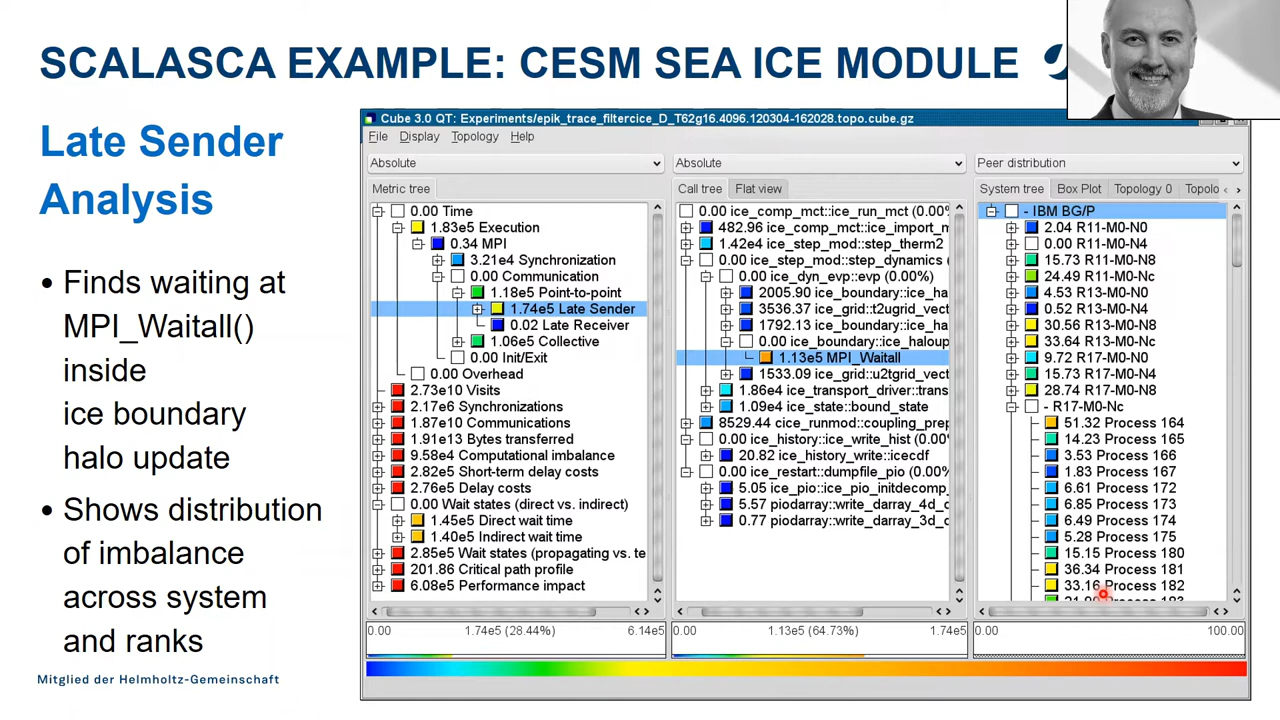 SCALASCA EXAMPLE: CESM SEA ICE MODULE
Late Sender
Analysis
• Finds waiting at
MPI_Waitall()
inside
ice boundary
halo update
• Shows distribution
of imbalance
across system
and ranks
Mitglied der Helmholtz-Gemeinschaft
Cube 3.0 QT: Experiments/epik_trace_filtercice_D_T62g16.4096.120304-162028.topo.cube.gz
File Display Topology Help
Absolute
Metric tree
0.00 Time
1.83e5 Execution
0.34 MPI
3.21e4 Synchronization
0.00 Communication
1.18e5 Point-to-point
1.74e5 Late Sender
0.02 Late Receiver
1.06e5 Collective
0.00 Init/Exit
0.00 Overhead
2.73e10 Visits
2.17e6 Synchronizations
1.87e10 Communications
1.91e13 Bytes transferred
9.58e4 Computational imbalance
2.82e5 Short-term delay costs
2.76e5 Delay costs
0.00 Wait states (direct vs. indirect)
1.45e5 Direct wait time
1.40e5 Indirect wait time
2.85e5 Wait states (propagating vs. te
201.86 Critical path profile
6.08e5 Performance impact
0.00 1.74e5 (28.44%) 6.14e5
Absolute
Call tree Flat view
0.00 ice_comp_mct::ice_run_mct (0.00%
482.96 ice_comp_mct::ice_import_m
1.42e4 ice_step_mod::step_therm2
0.00 ice_step_mod::step_dynamics (
0.00 ice_dyn_evp::evp (0.00%)
2005.90 ice_boundary::ice_ha
3536.37 ice_grid::t2ugrid_vect
1792.13 ice_boundary::ice_ha
0.00 ice_boundary::ice_haloup
1.13e5 MPI_Waitall
1533.09 ice_grid::u2tgrid_vect
1.86e4 ice_transport_driver::trans
1.09e4 ice_state::bound_state
8529.44 ice_runmod::coupling_prep
0.00 ice_history::ice_write_hist (0.00%
20.82 ice_history_write::icecdf
0.00 ice_restart::dumpfile_pio (0.00%
5.05 ice_pio::ice_pio_initdecomp_
5.57 piodarray::write_darray_4d_
0.77 piodarray::write_darray_3d_
0.00 1.13e5 (64.73%) 1.74e5
Peer distribution
System tree Box Plot Topology 0 Topolo
- IBM BG/P
2.04 R11-M0-N0
0.00 R11-M0-N4
15.73 R11-M0-N8
24.49 R11-M0-Nc
4.53 R13-M0-N0
0.52 R13-M0-N4
30.56 R13-M0-N8
33.64 R13-M0-Nc
9.72 R17-M0-N0
15.73 R17-M0-N4
28.74 R17-M0-N8
- R17-M0-Nc
51.32 Process 164
14.23 Process 165
3.53 Process 166
1.83 Process 167
6.61 Process 172
6.85 Process 173
6.49 Process 174
5.28 Process 175
15.15 Process 180
36.34 Process 181
33.16 Process 182
0.00 100.00